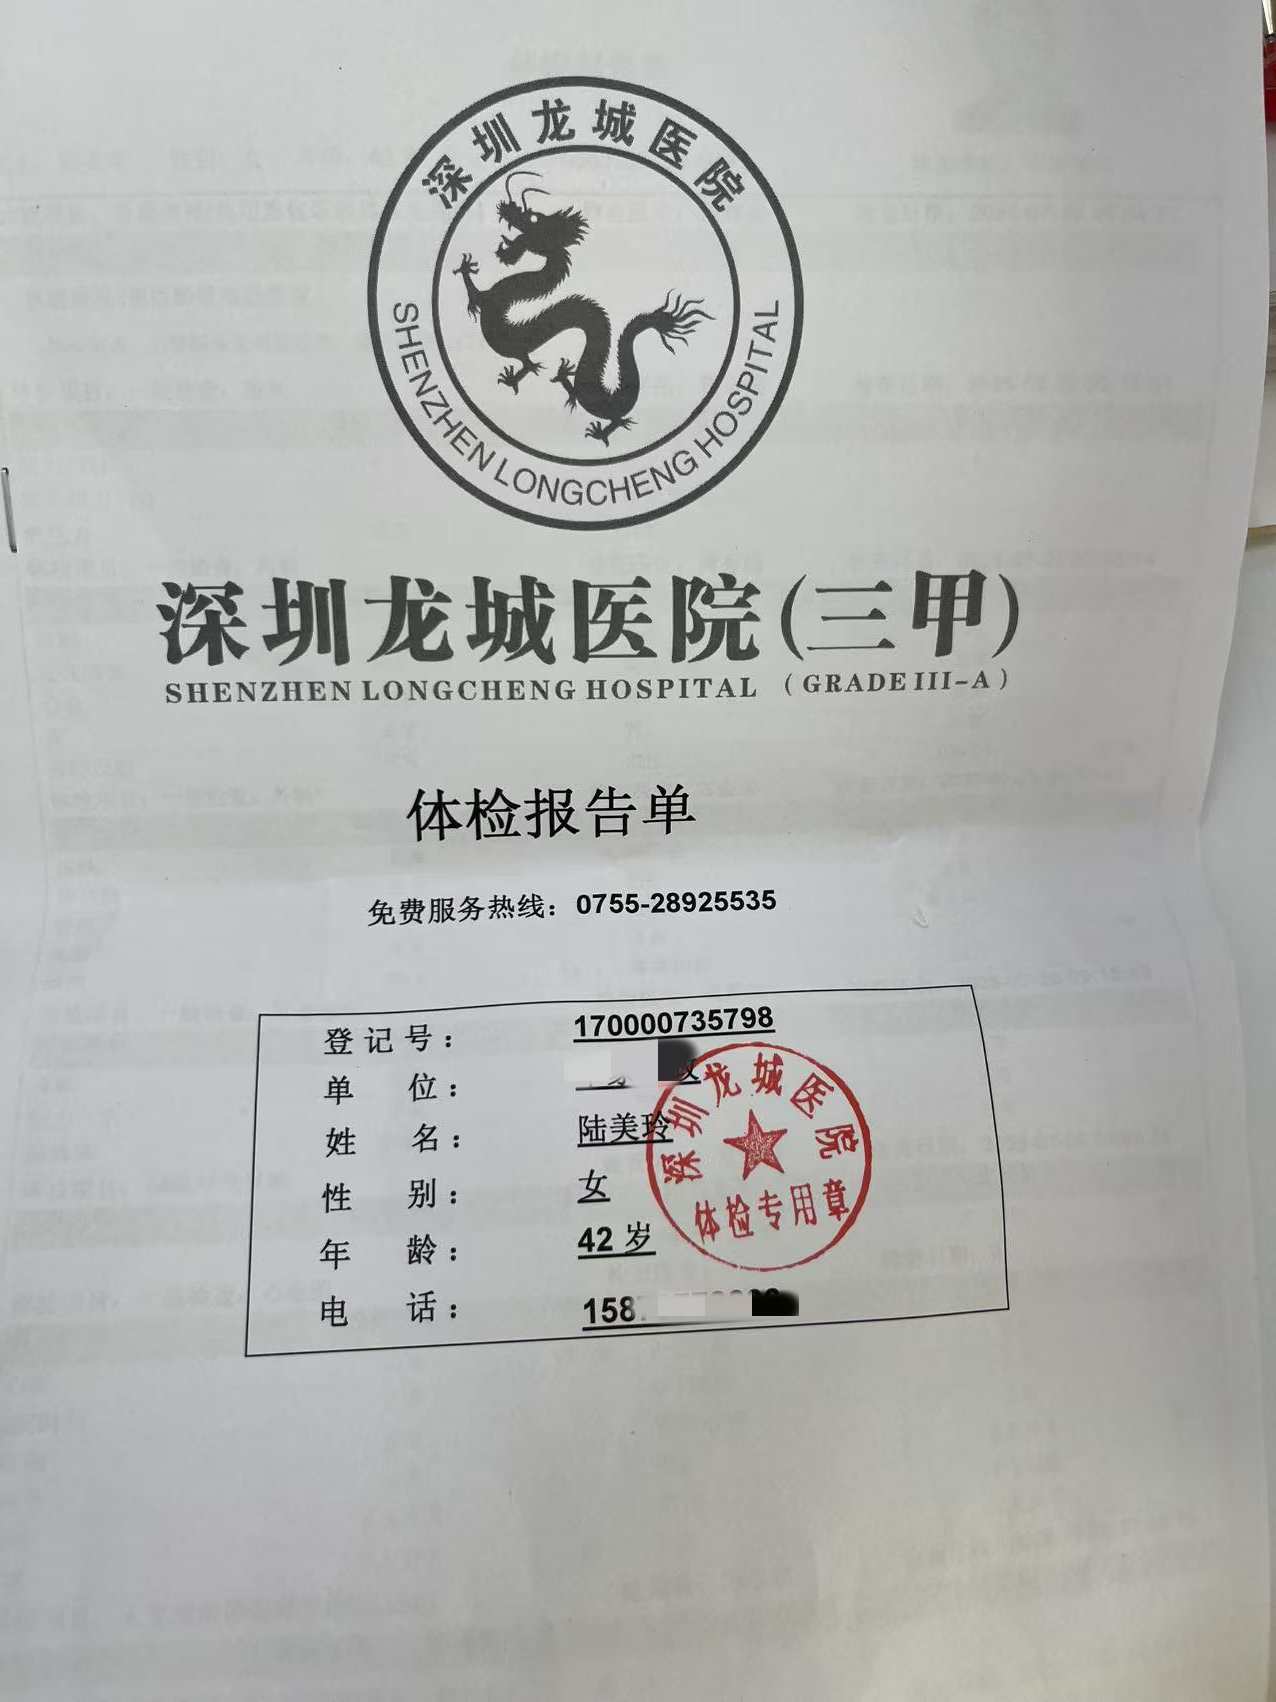 深圳龙城医院
SHENZHEN LONGCHENG HOSPITAL
深圳龙城医院(三甲)
SHENZHEN LONGCHENG HOSPITAL (GRADE III-A)
体检报告单
免费服务热线：0755-28925535
登记号：170000735798
单位：
姓名：陆美玲
性别：女
年龄：42 岁
电话：158
深圳龙城医院
体检专用章